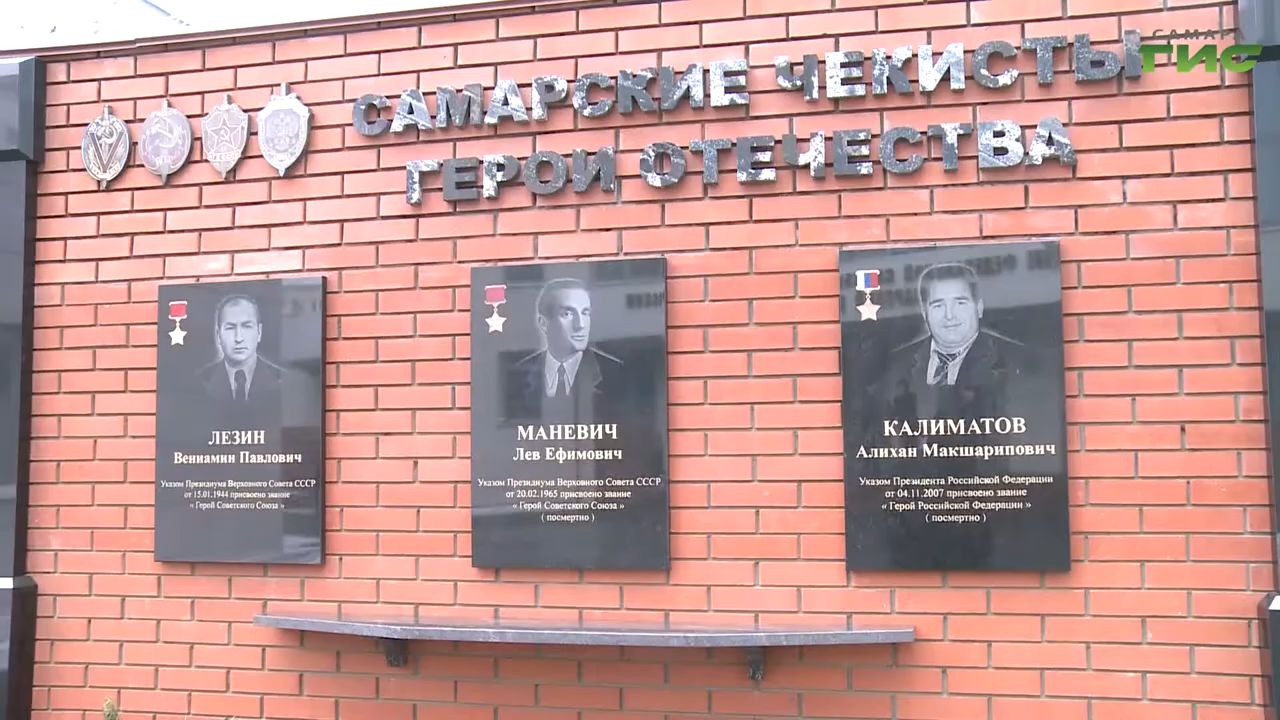 САМАРА
ГИС
САМАРСКИЕ ЧЕКИСТЫ
ГЕРОИ ОТЕЧЕСТВА
ЛЕЗИН
Вениамин Павлович
Указом Президиума Верховного Совета СССР
от 15.01.1944 присвоено звание
« Герой Советского Союза »
МАНЕВИЧ
Лев Ефимович
Указом Президиума Верховного Совета СССР
от 20.02.1965 присвоено звание
« Герой Советского Союза »
( посмертно )
КАЛИМАТОВ
Алихан Макшарипович
Указом Президента Российской Федерации
от 04.11.2007 присвоено звание
« Герой Российской Федерации »
( посмертно )